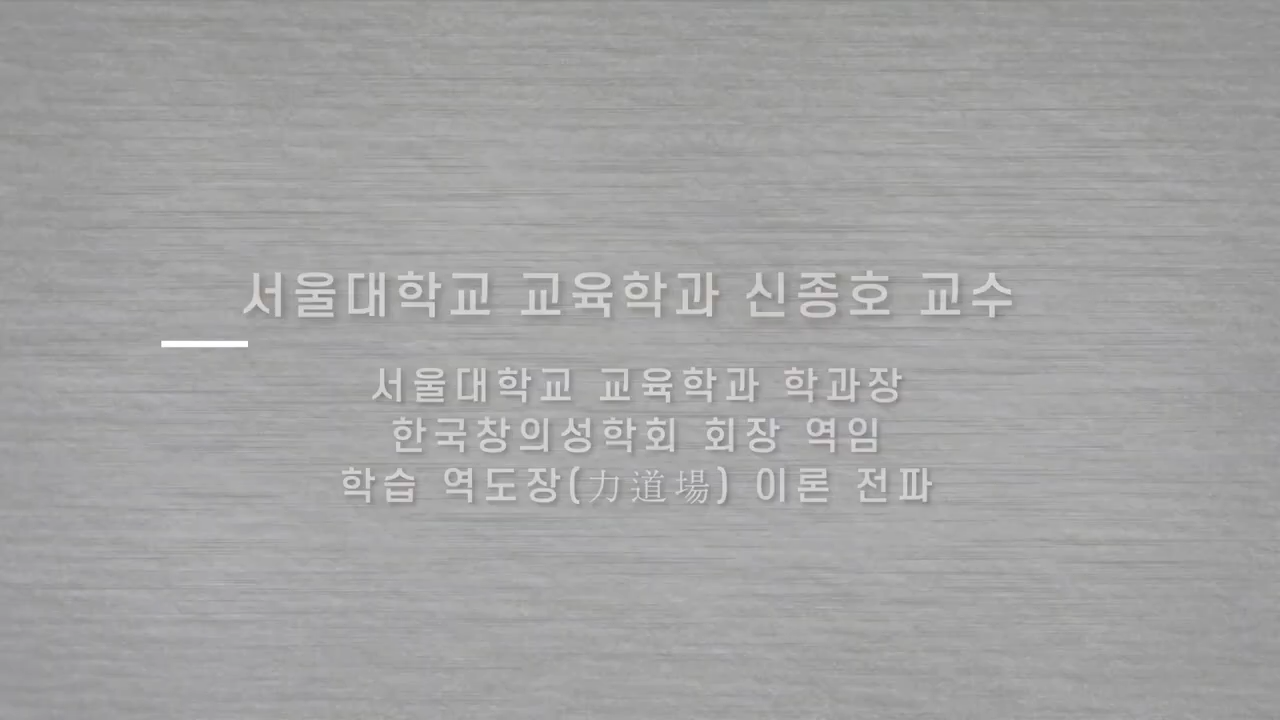 서울대학교 교육학과 신종호 교수
서울대학교 교육학과 학과장
한국창의성학회 회장 역임
학습 역도장(力道場) 이론 전파